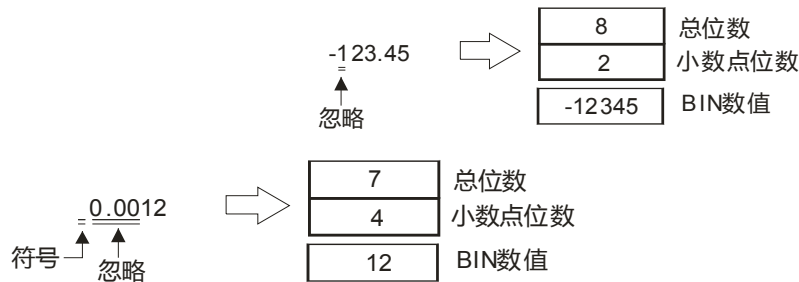 -123.45
忽略
8 总位数
2 小数点位数
-12345 BIN数值
0.0012
符号
忽略
7 总位数
4 小数点位数
12 BIN数值